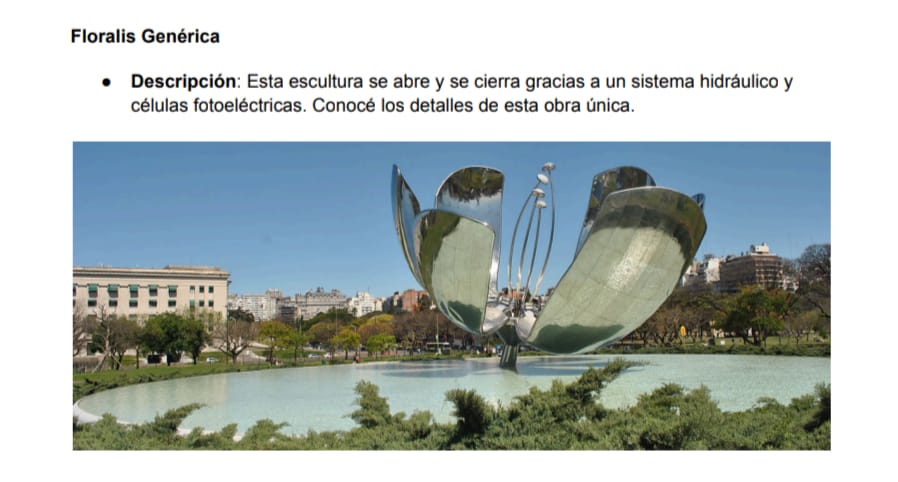 Floralis Genérica
● Descripción: Esta escultura se abre y se cierra gracias a un sistema hidráulico y
células fotoeléctricas. Conocé los detalles de esta obra única.